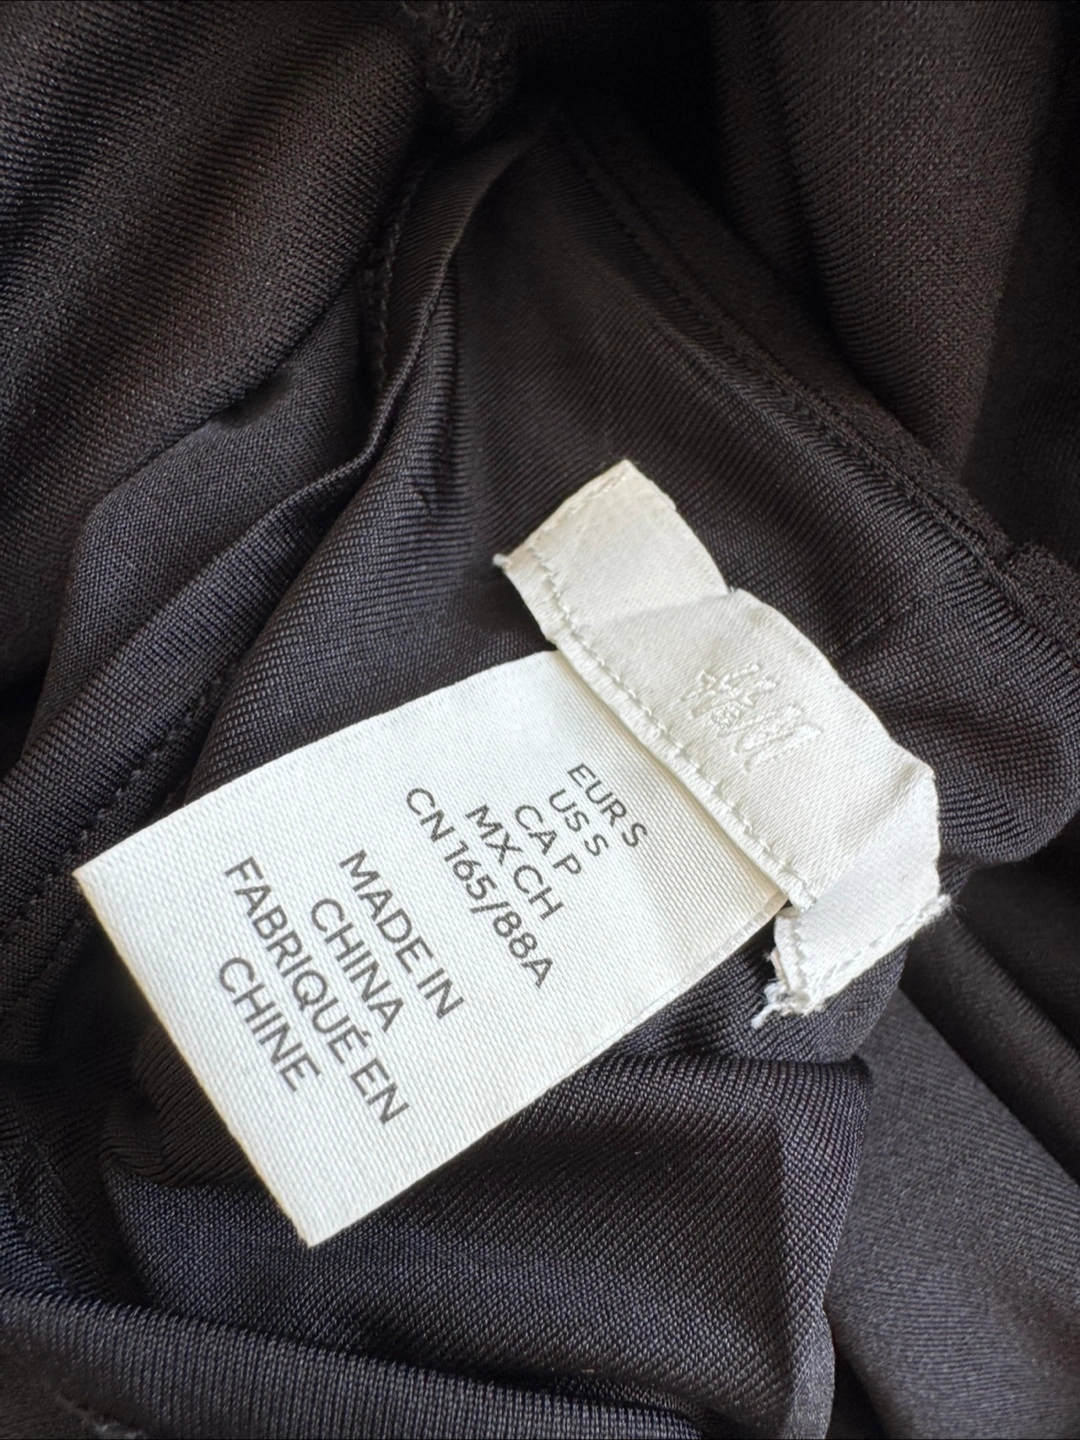 H&M
EUR S
US S
CA P
MX CH
CN 165/88A
MADE IN
CHINA
FABRIQUÉ EN
CHINE